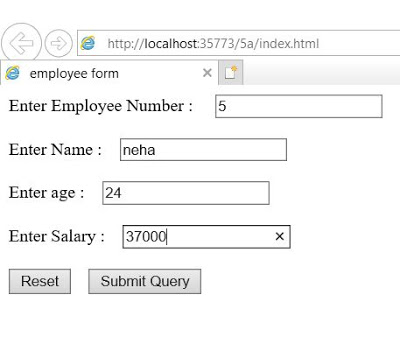 http://localhost:35773/5a/index.html
employee form
Enter Employee Number : 5
Enter Name : neha
Enter age : 24
Enter Salary : 37000
Reset Submit Query